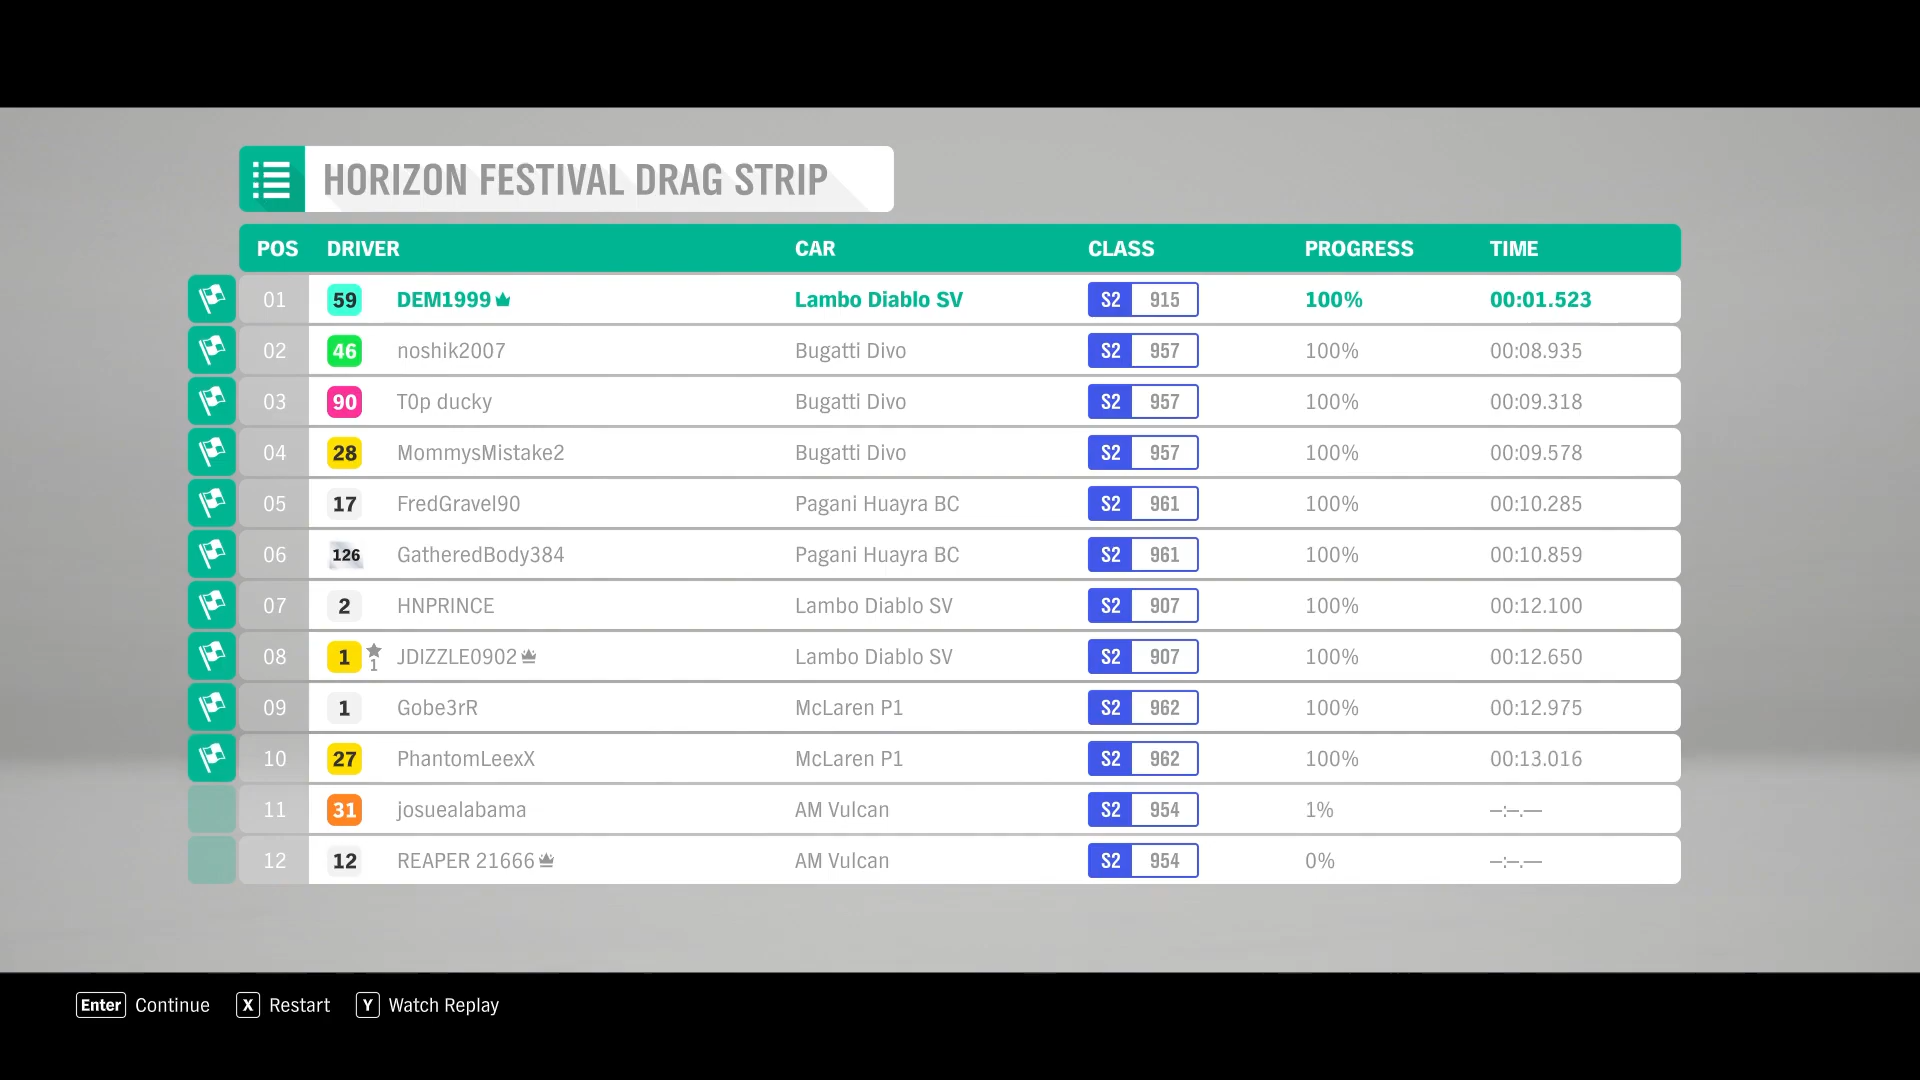 HORIZON FESTIVAL DRAG STRIP
POS DRIVER CAR CLASS PROGRESS TIME
01 59 DEM1999 Lambo Diablo SV S2 915 100% 00:01.523
02 46 noshik2007 Bugatti Divo S2 957 100% 00:08.935
03 90 T0p ducky Bugatti Divo S2 957 100% 00:09.318
04 28 MommysMistake2 Bugatti Divo S2 957 100% 00:09.578
05 17 FredGravel90 Pagani Huayra BC S2 961 100% 00:10.285
06 126 GatheredBody384 Pagani Huayra BC S2 961 100% 00:10.859
07 2 HNPRINCE Lambo Diablo SV S2 907 100% 00:12.100
08 1 1 JDIZZLE0902 Lambo Diablo SV S2 907 100% 00:12.650
09 1 Gobe3rR McLaren P1 S2 962 100% 00:12.975
10 27 PhantomLeexX McLaren P1 S2 962 100% 00:13.016
11 31 josuealabama AM Vulcan S2 954 1% –:–.––
12 12 REAPER 21666 AM Vulcan S2 954 0% –:–.––
Enter Continue X Restart Y Watch Replay